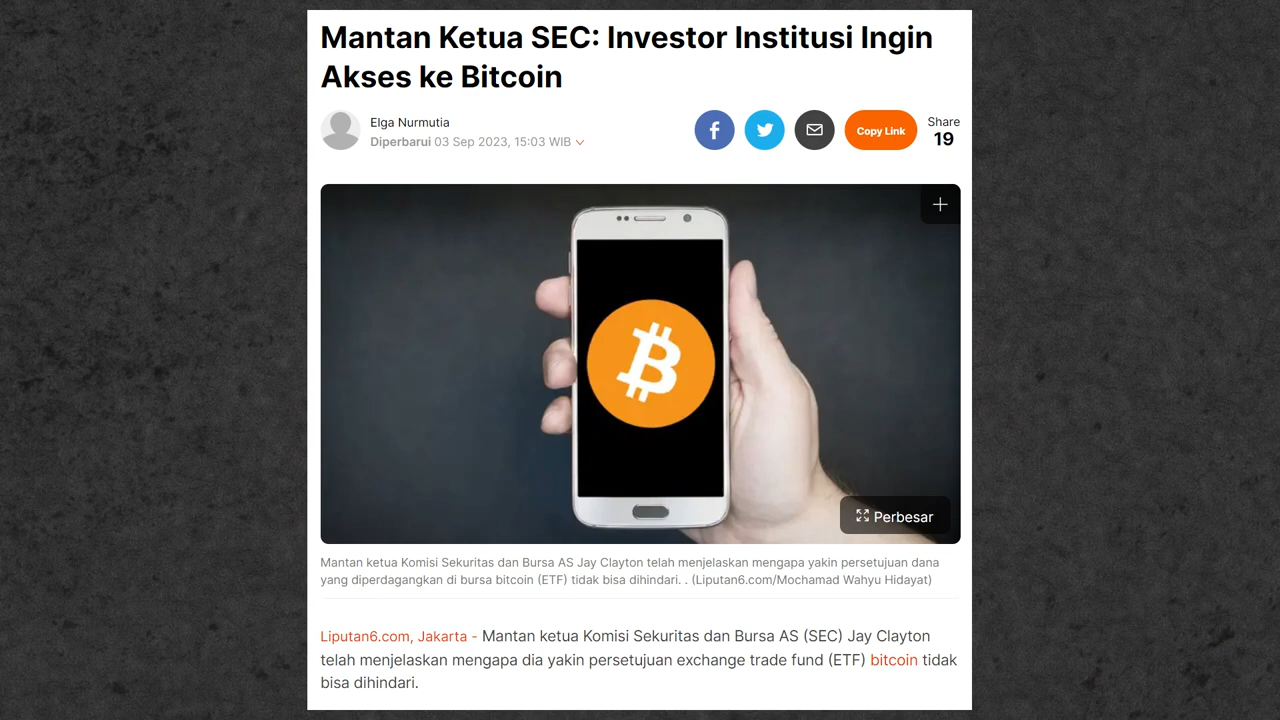 Mantan Ketua SEC: Investor Institusi Ingin
Akses ke Bitcoin
Elga Nurmutia
Diperbarui 03 Sep 2023, 15:03 WIB
Copy Link
Share
19
Perbesar
Mantan ketua Komisi Sekuritas dan Bursa AS Jay Clayton telah menjelaskan mengapa yakin persetujuan dana
yang diperdagangkan di bursa bitcoin (ETF) tidak bisa dihindari. . (Liputan6.com/Mochamad Wahyu Hidayat)
Liputan6.com, Jakarta - Mantan ketua Komisi Sekuritas dan Bursa AS (SEC) Jay Clayton
telah menjelaskan mengapa dia yakin persetujuan exchange trade fund (ETF) bitcoin tidak
bisa dihindari.